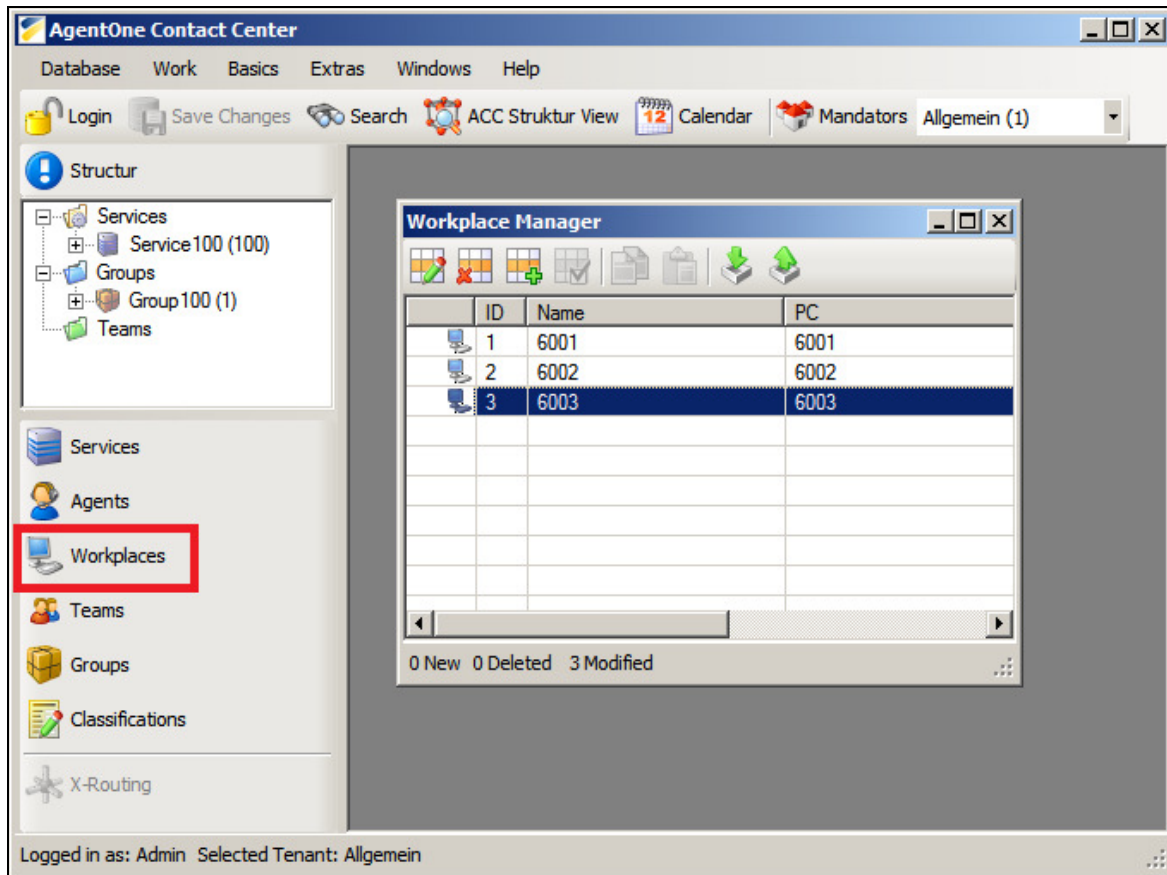 AgentOne Contact Center
Database Work Basics Extras Windows Help
Login Save Changes Search ACC Struktur View 12 Calendar Mandators Allgemein (1)
Structur
Services
Service100 (100)
Groups
Group100 (1)
Teams
Services
Agents
Workplaces
Teams
Groups
Classifications
X-Routing
Workplace Manager
ID Name PC
1 6001 6001
2 6002 6002
3 6003 6003
0 New 0 Deleted 3 Modified
Logged in as: Admin Selected Tenant: Allgemein